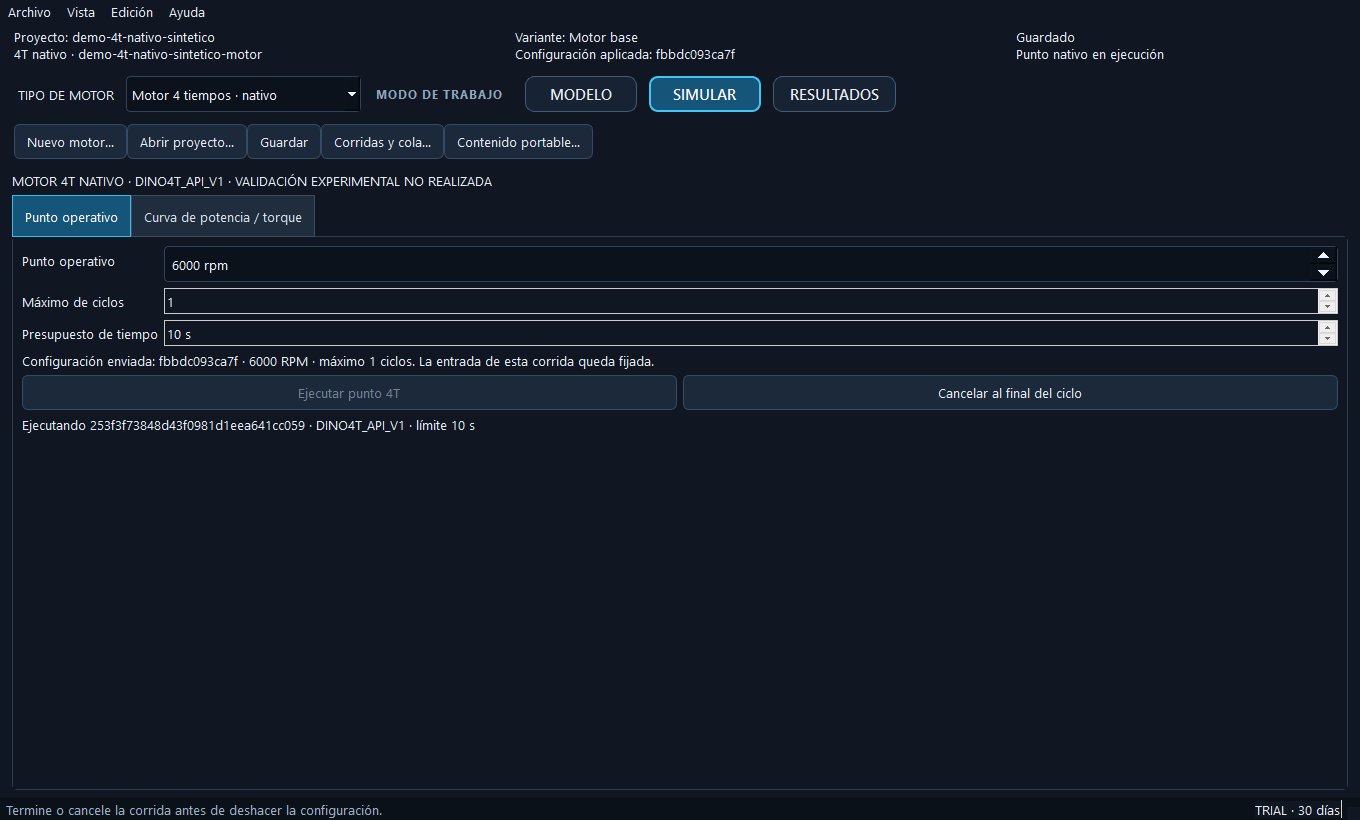 Archivo Vista Edición Ayuda
Proyecto: demo-4t-nativo-sintetico
4T nativo · demo-4t-nativo-sintetico-motor
Variante: Motor base
Configuración aplicada: fbbdc093ca7f
Guardado
Punto nativo en ejecución
TIPO DE MOTOR Motor 4 tiempos · nativo MODO DE TRABAJO MODELO SIMULAR RESULTADOS
Nuevo motor... Abrir proyecto... Guardar Corridas y cola... Contenido portable...
MOTOR 4T NATIVO · DINO4T_API_V1 · VALIDACIÓN EXPERIMENTAL NO REALIZADA
Punto operativo Curva de potencia / torque
Punto operativo 6000 rpm
Máximo de ciclos 1
Presupuesto de tiempo 10 s
Configuración enviada: fbbdc093ca7f · 6000 RPM · máximo 1 ciclos. La entrada de esta corrida queda fijada.
Ejecutar punto 4T Cancelar al final del ciclo
Ejecutando 253f3f73848d43f0981d1eea641cc059 · DINO4T_API_V1 · límite 10 s
Termine o cancele la corrida antes de deshacer la configuración. TRIAL · 30 días